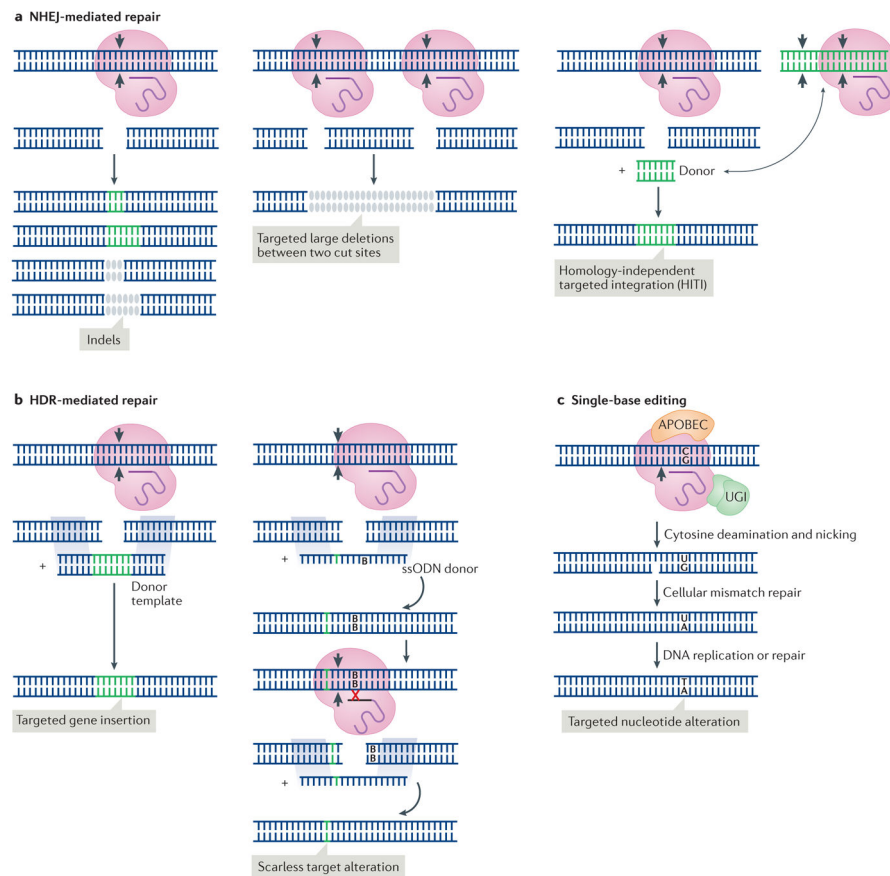 a NHEJ-mediated repair
+ Donor
Targeted large deletions
between two cut sites
Homology-independent
targeted integration (HITI)
Indels
b HDR-mediated repair
+
Donor
template
Targeted gene insertion
+
B
ssODN donor
B
B
B
B
X
B
B
+
Scarless target alteration
c Single-base editing
APOBEC
C
G
UGI
Cytosine deamination and nicking
U
G
Cellular mismatch repair
U
A
DNA replication or repair
T
A
Targeted nucleotide alteration